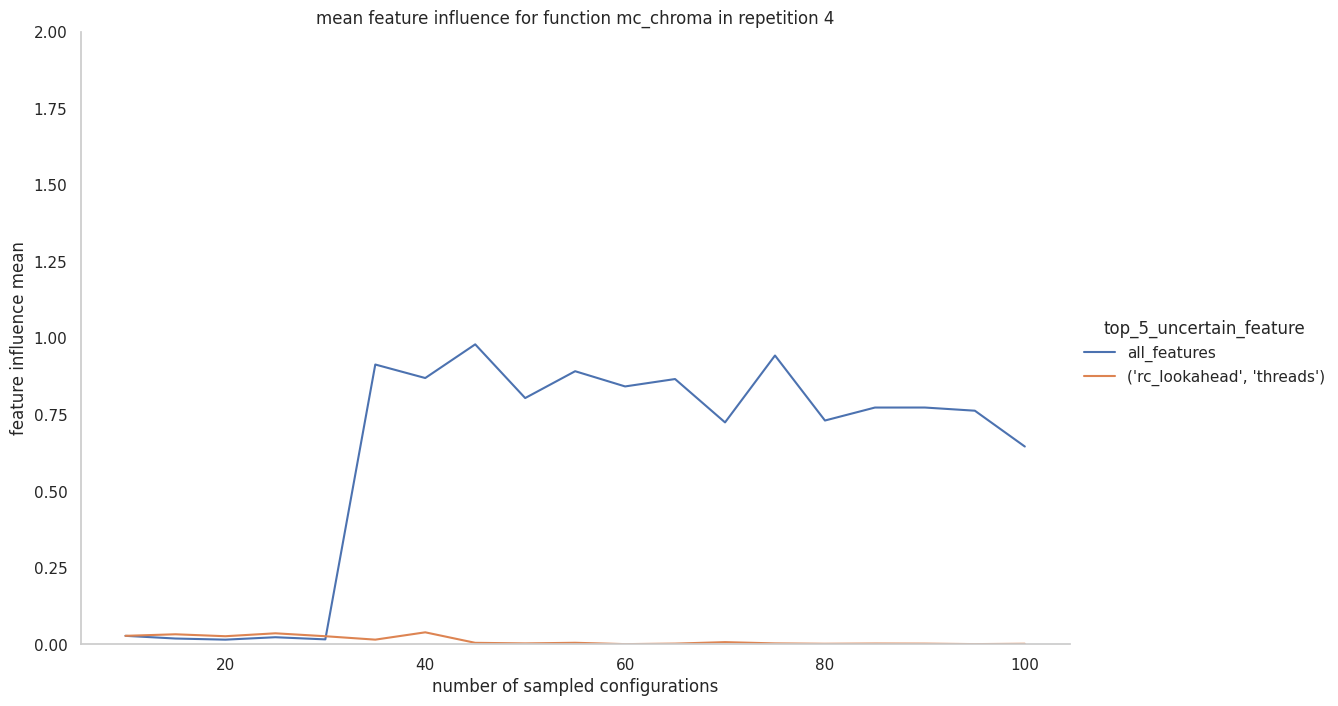 mean feature influence for function mc_chroma in repetition 4
2.00
1.75
1.50
1.25
1.00
0.75
0.50
0.25
0.00
feature influence mean
20
40
60
80
100
number of sampled configurations
top_5_uncertain_feature
all_features
('rc_lookahead', 'threads')